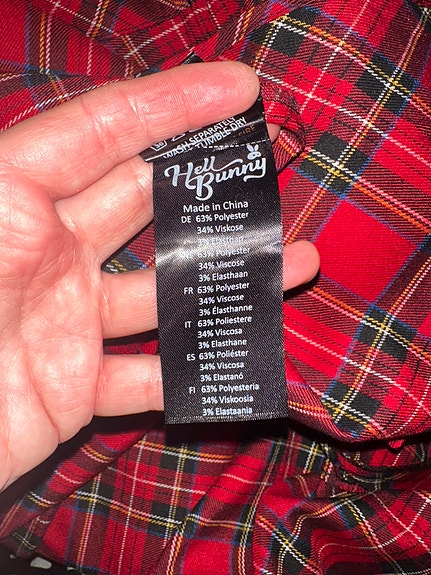 WASH SEPARATELY
TUMBLE DRY
FIRE
Hell
Bunny
Made in China
DE 63% Polyester
34% Viskose
3% Elasthan
63% Polyester
34% Viscose
3% Elasthaan
FR 63% Polyester
34% Viscose
3% Élasthanne
IT 63% Poliestere
34% Viscosa
3% Elasthane
ES 63% Poliéster
34% Viscosa
3% Elastanó
FI 63% Polyesteria
34% Viskoosia
3% Elastaania